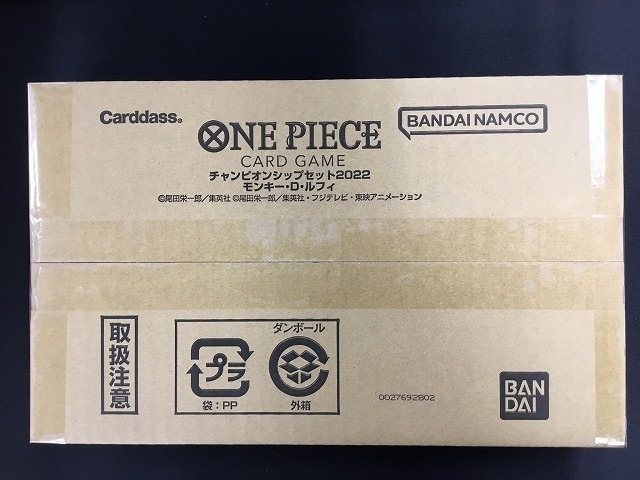 Carddass®
ONE PIECE
CARD GAME
BANDAI NAMCO
チャンピオンシップセット2022
モンキー・D・ルフィ
©尾田栄一郎／集英社 ©尾田栄一郎／集英社・フジテレビ・東映アニメーション
取扱注意
プラ
袋：PP
ダンボール
外箱
0027692802
BAN
DAI